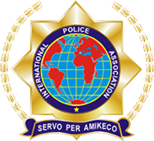 INTERNATIONAL POLICE ASSOCIATION
SERVO PER AMIKECO